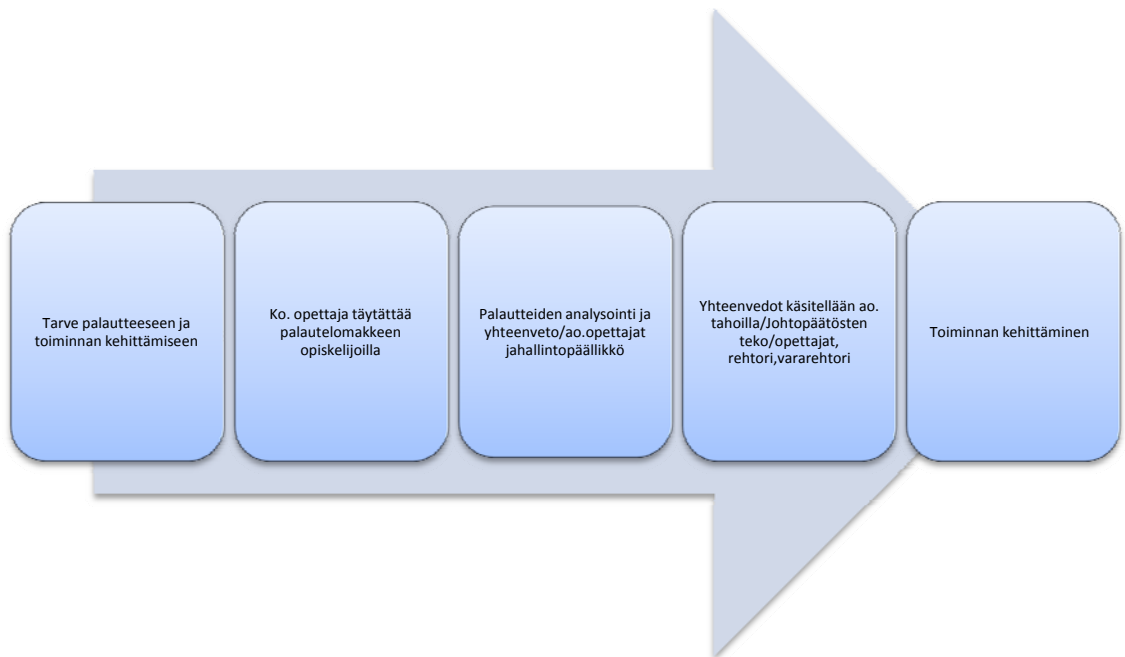 Tarve palautteeseen ja
toiminnan kehittämiseen
Ko. opettaja täytättää
palautelomakkeen
opiskelijoilla
Palautteiden analysointi ja
yhteenveto/ao.opettajat
jahallintopäällikkö
Yhteenvedot käsitellään ao.
tahoilla/Johtopäätösten
teko/opettajat,
rehtori,vararehtori
Toiminnan kehittäminen